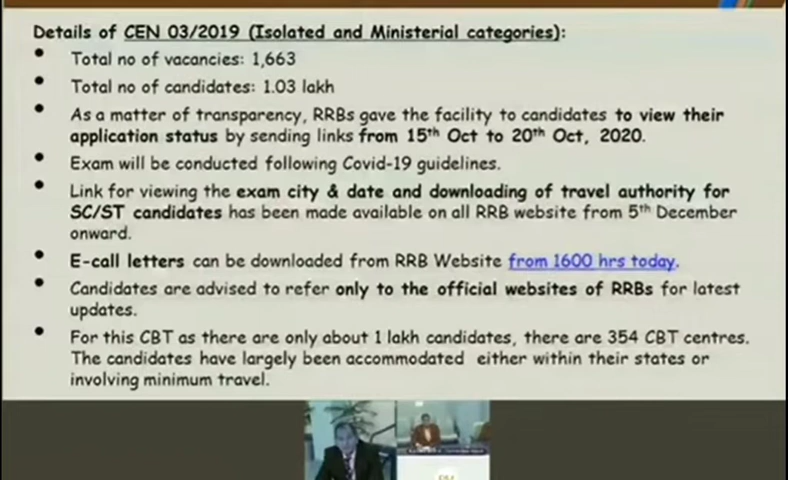 Details of CEN 03/2019 (Isolated and Ministerial categories):
• Total no of vacancies: 1,663
• Total no of candidates: 1.03 lakh
• As a matter of transparency, RRBs gave the facility to candidates to view their
application status by sending links from 15th Oct to 20th Oct, 2020.
• Exam will be conducted following Covid-19 guidelines.
• Link for viewing the exam city & date and downloading of travel authority for
SC/ST candidates has been made available on all RRB website from 5th December
onward.
• E-call letters can be downloaded from RRB Website from 1600 hrs today.
• Candidates are advised to refer only to the official websites of RRBs for latest
updates.
• For this CBT as there are only about 1 lakh candidates, there are 354 CBT centres.
The candidates have largely been accommodated either within their states or
involving minimum travel.